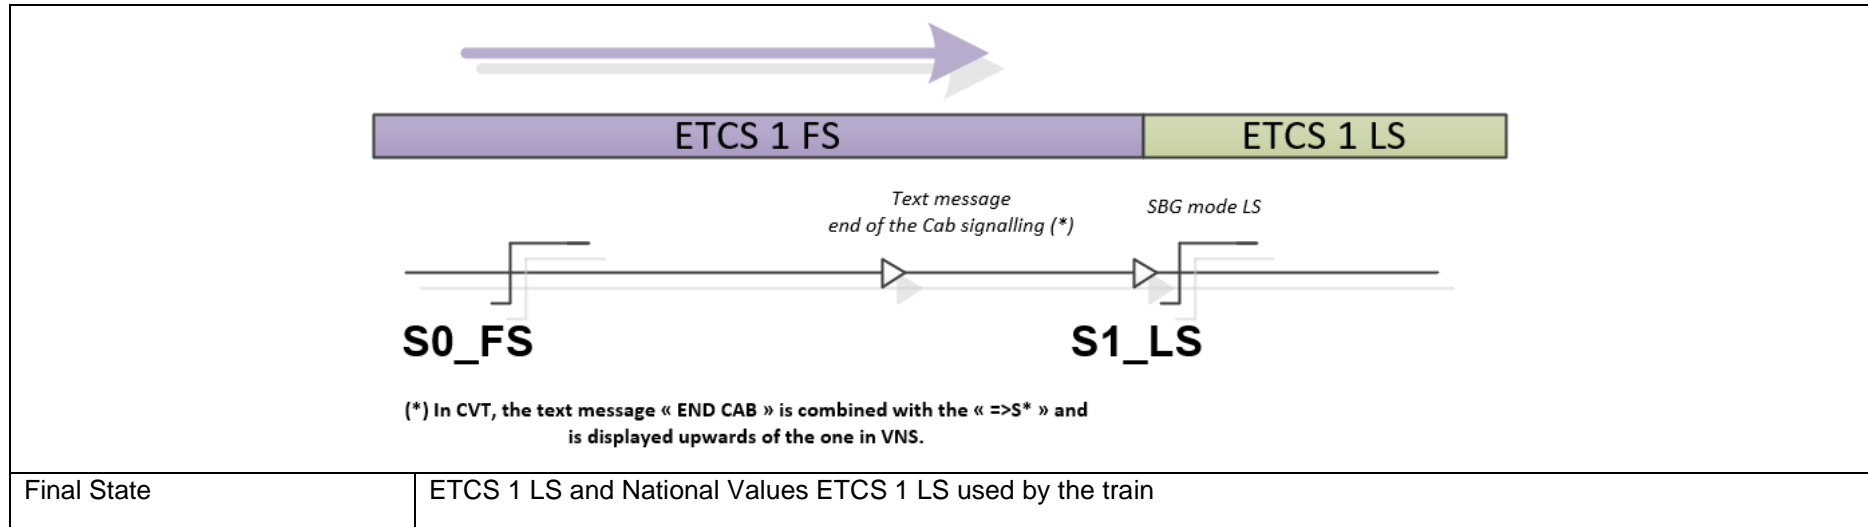 ETCS 1 FS
ETCS 1 LS
Text message
end of the Cab signalling (*)
SBG mode LS
S0_FS
S1_LS
(*) In CVT, the text message « END CAB » is combined with the « =>S* » and
is displayed upwards of the one in VNS.
Final State
ETCS 1 LS and National Values ETCS 1 LS used by the train